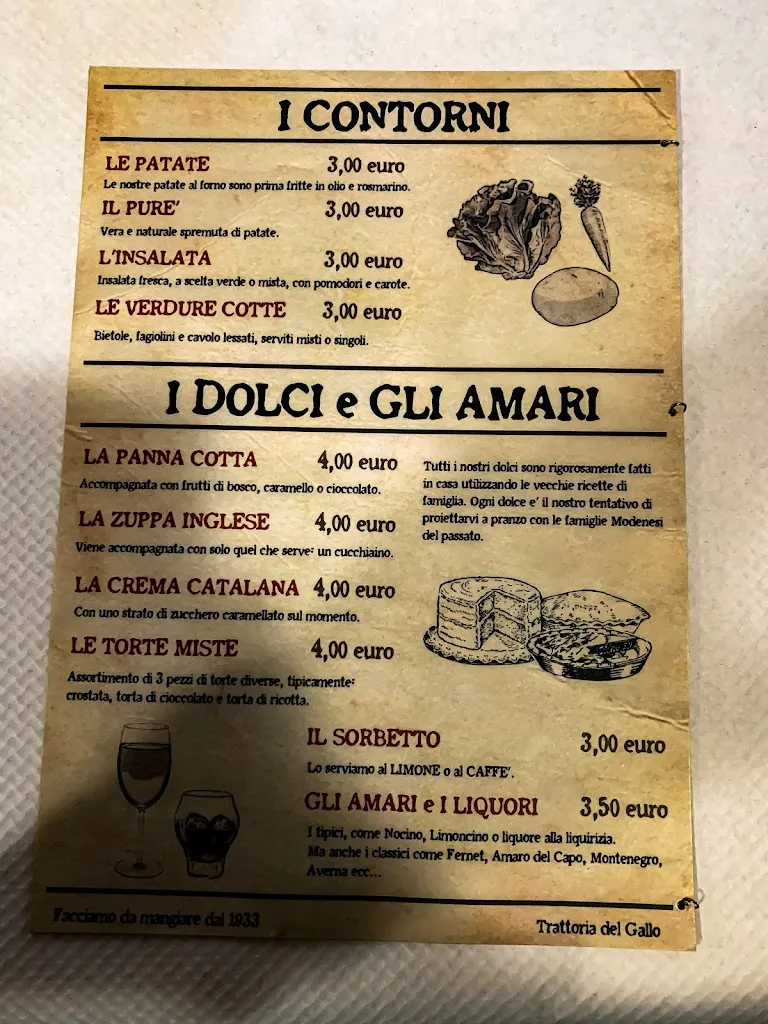 I CONTORNI
LE PATATE 3,00 euro
Le nostre patate al forno sono prima fritte in olio e rosmarino.
IL PURE' 3,00 euro
Vera e naturale spremuta di patate.
L'INSALATA 3,00 euro
Insalata fresca, a scelta verde o mista, con pomodori e carote.
LE VERDURE COTTE 3,00 euro
Bietole, fagiolini e cavolo lessati, serviti misti o singoli.
I DOLCI e GLI AMARI
LA PANNA COTTA 4,00 euro
Accompagnata con frutti di bosco, caramello o cioccolato.
LA ZUPPA INGLESE 4,00 euro
Viene accompagnata con solo quel che serve: un cucchiaino.
LA CREMA CATALANA 4,00 euro
Con uno strato di zucchero caramellato sul momento.
LE TORTE MISTE 4,00 euro
Assortimento di 3 pezzi di torte diverse, tipicamente:
crostata, torta di cioccolato e torta di ricotta.
Tutti i nostri dolci sono rigorosamente fatti
in casa utilizzando le vecchie ricette di
famiglia. Ogni dolce e' il nostro tentativo di
proiettarvi a pranzo con le famiglie Modenesi
del passato.
IL SORBETTO 3,00 euro
Lo serviamo al LIMONE o al CAFFE'.
GLI AMARI e I LIQUORI 3,50 euro
I tipici, come Nocino, Limoncino o liquore alla liquirizia.
Ma anche i classici come Fernet, Amaro del Capo, Montenegro,
Averna ecc...
Facciamo da mangiare dal 1933
Trattoria del Gallo